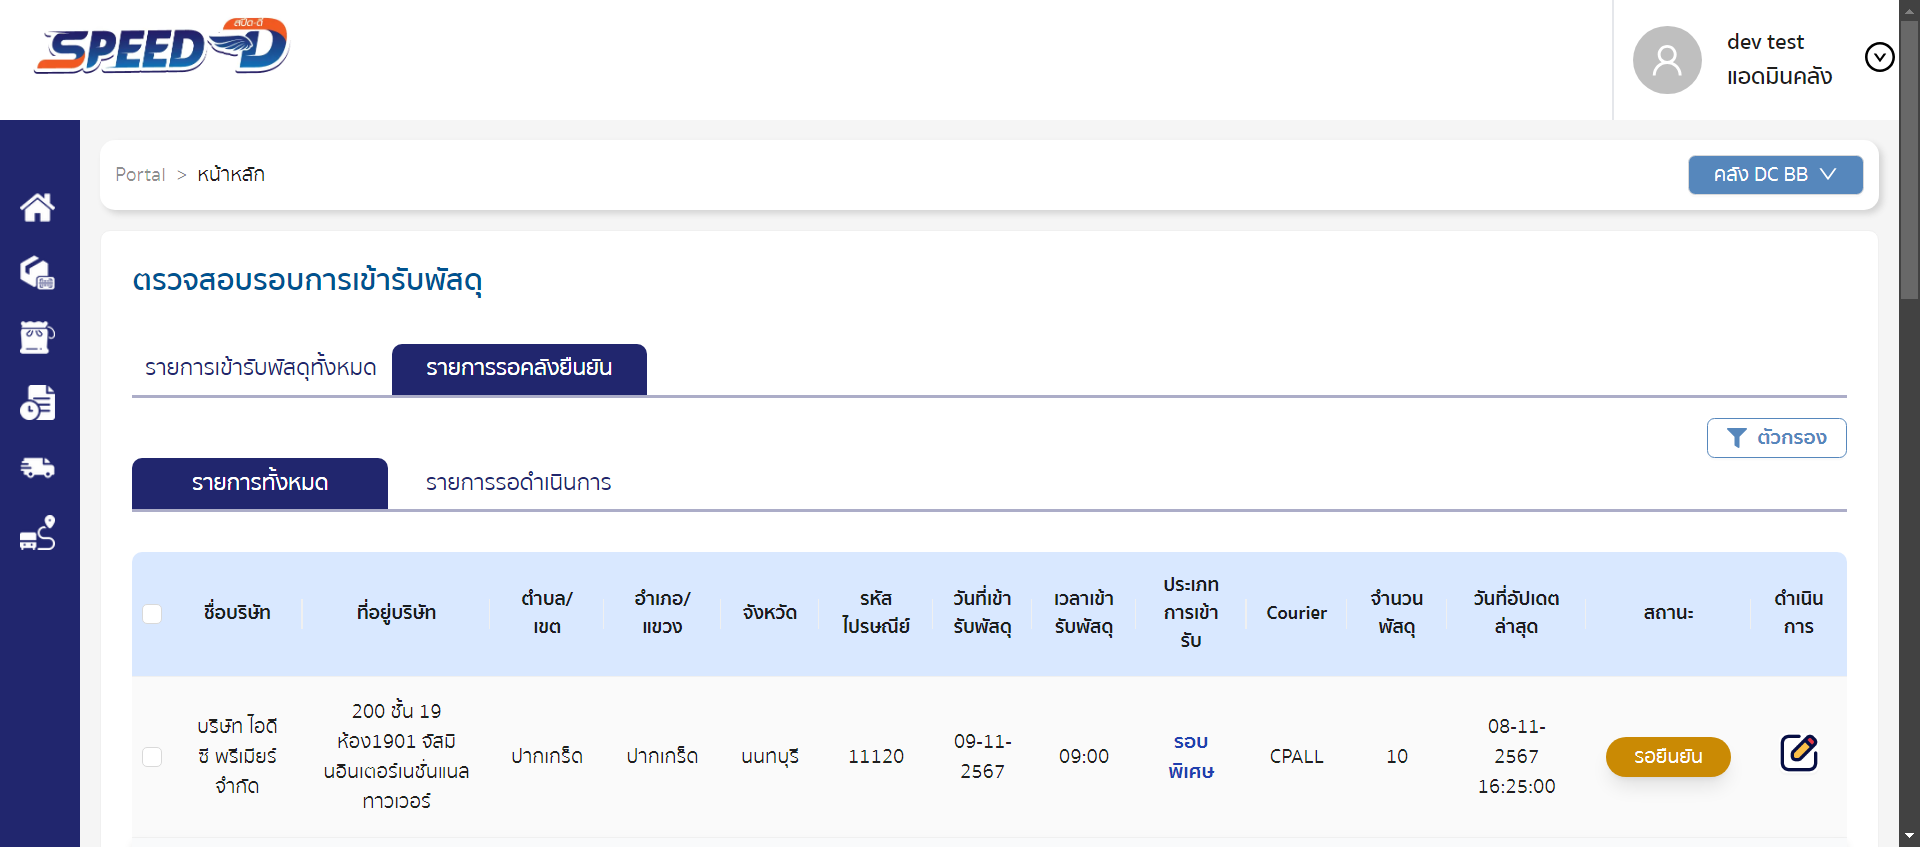 สปีด-ดี
SPEED-D
dev test
แอดมินคลัง
Portal > หน้าหลัก
คลัง DC BB
ตรวจสอบรอบการเข้ารับพัสดุ
รายการเข้ารับพัสดุทั้งหมด
รายการรอคลังยืนยัน
ตัวกรอง
รายการทั้งหมด
รายการรอดำเนินการ
ชื่อบริษัท
ที่อยู่บริษัท
ตำบล/
เขต
อำเภอ/
แขวง
จังหวัด
รหัส
ไปรษณีย์
วันที่เข้า
รับพัสดุ
เวลาเข้า
รับพัสดุ
ประเภท
การเข้า
รับ
Courier
จำนวน
พัสดุ
วันที่อัปเดต
ล่าสุด
สถานะ
ดำเนิน
การ
บริษัท ไอดี
ซี พรีเมียร์
จำกัด
200 ชั้น 19
ห้อง1901 จัสมิ
นอินเตอร์เนชั่นแนล
ทาวเวอร์
ปากเกร็ด
ปากเกร็ด
นนทบุรี
11120
09-11-
2567
09:00
รอบ
พิเศษ
CPALL
10
08-11-
2567
16:25:00
รอยืนยัน